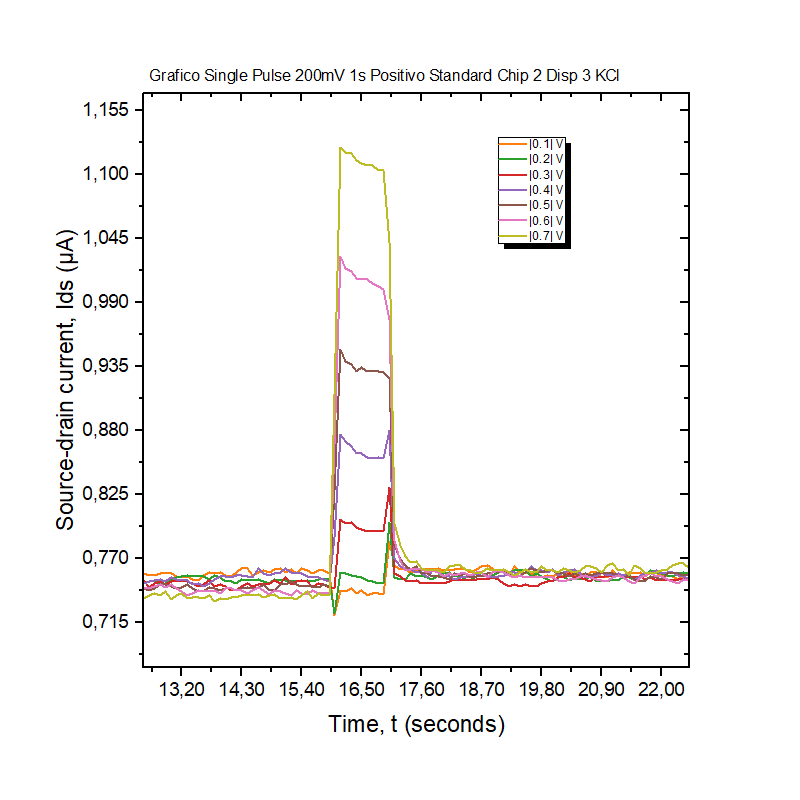 Grafico Single Pulse 200mV 1s Positivo Standard Chip 2 Disp 3 KCl
1,155
1,100
1,045
0,990
0,935
0,880
0,825
0,770
0,715
Source-drain current, Ids (µA)
|0.1| V
|0.2| V
|0.3| V
|0.4| V
|0.5| V
|0.6| V
|0.7| V
13,20 14,30 15,40 16,50 17,60 18,70 19,80 20,90 22,00
Time, t (seconds)